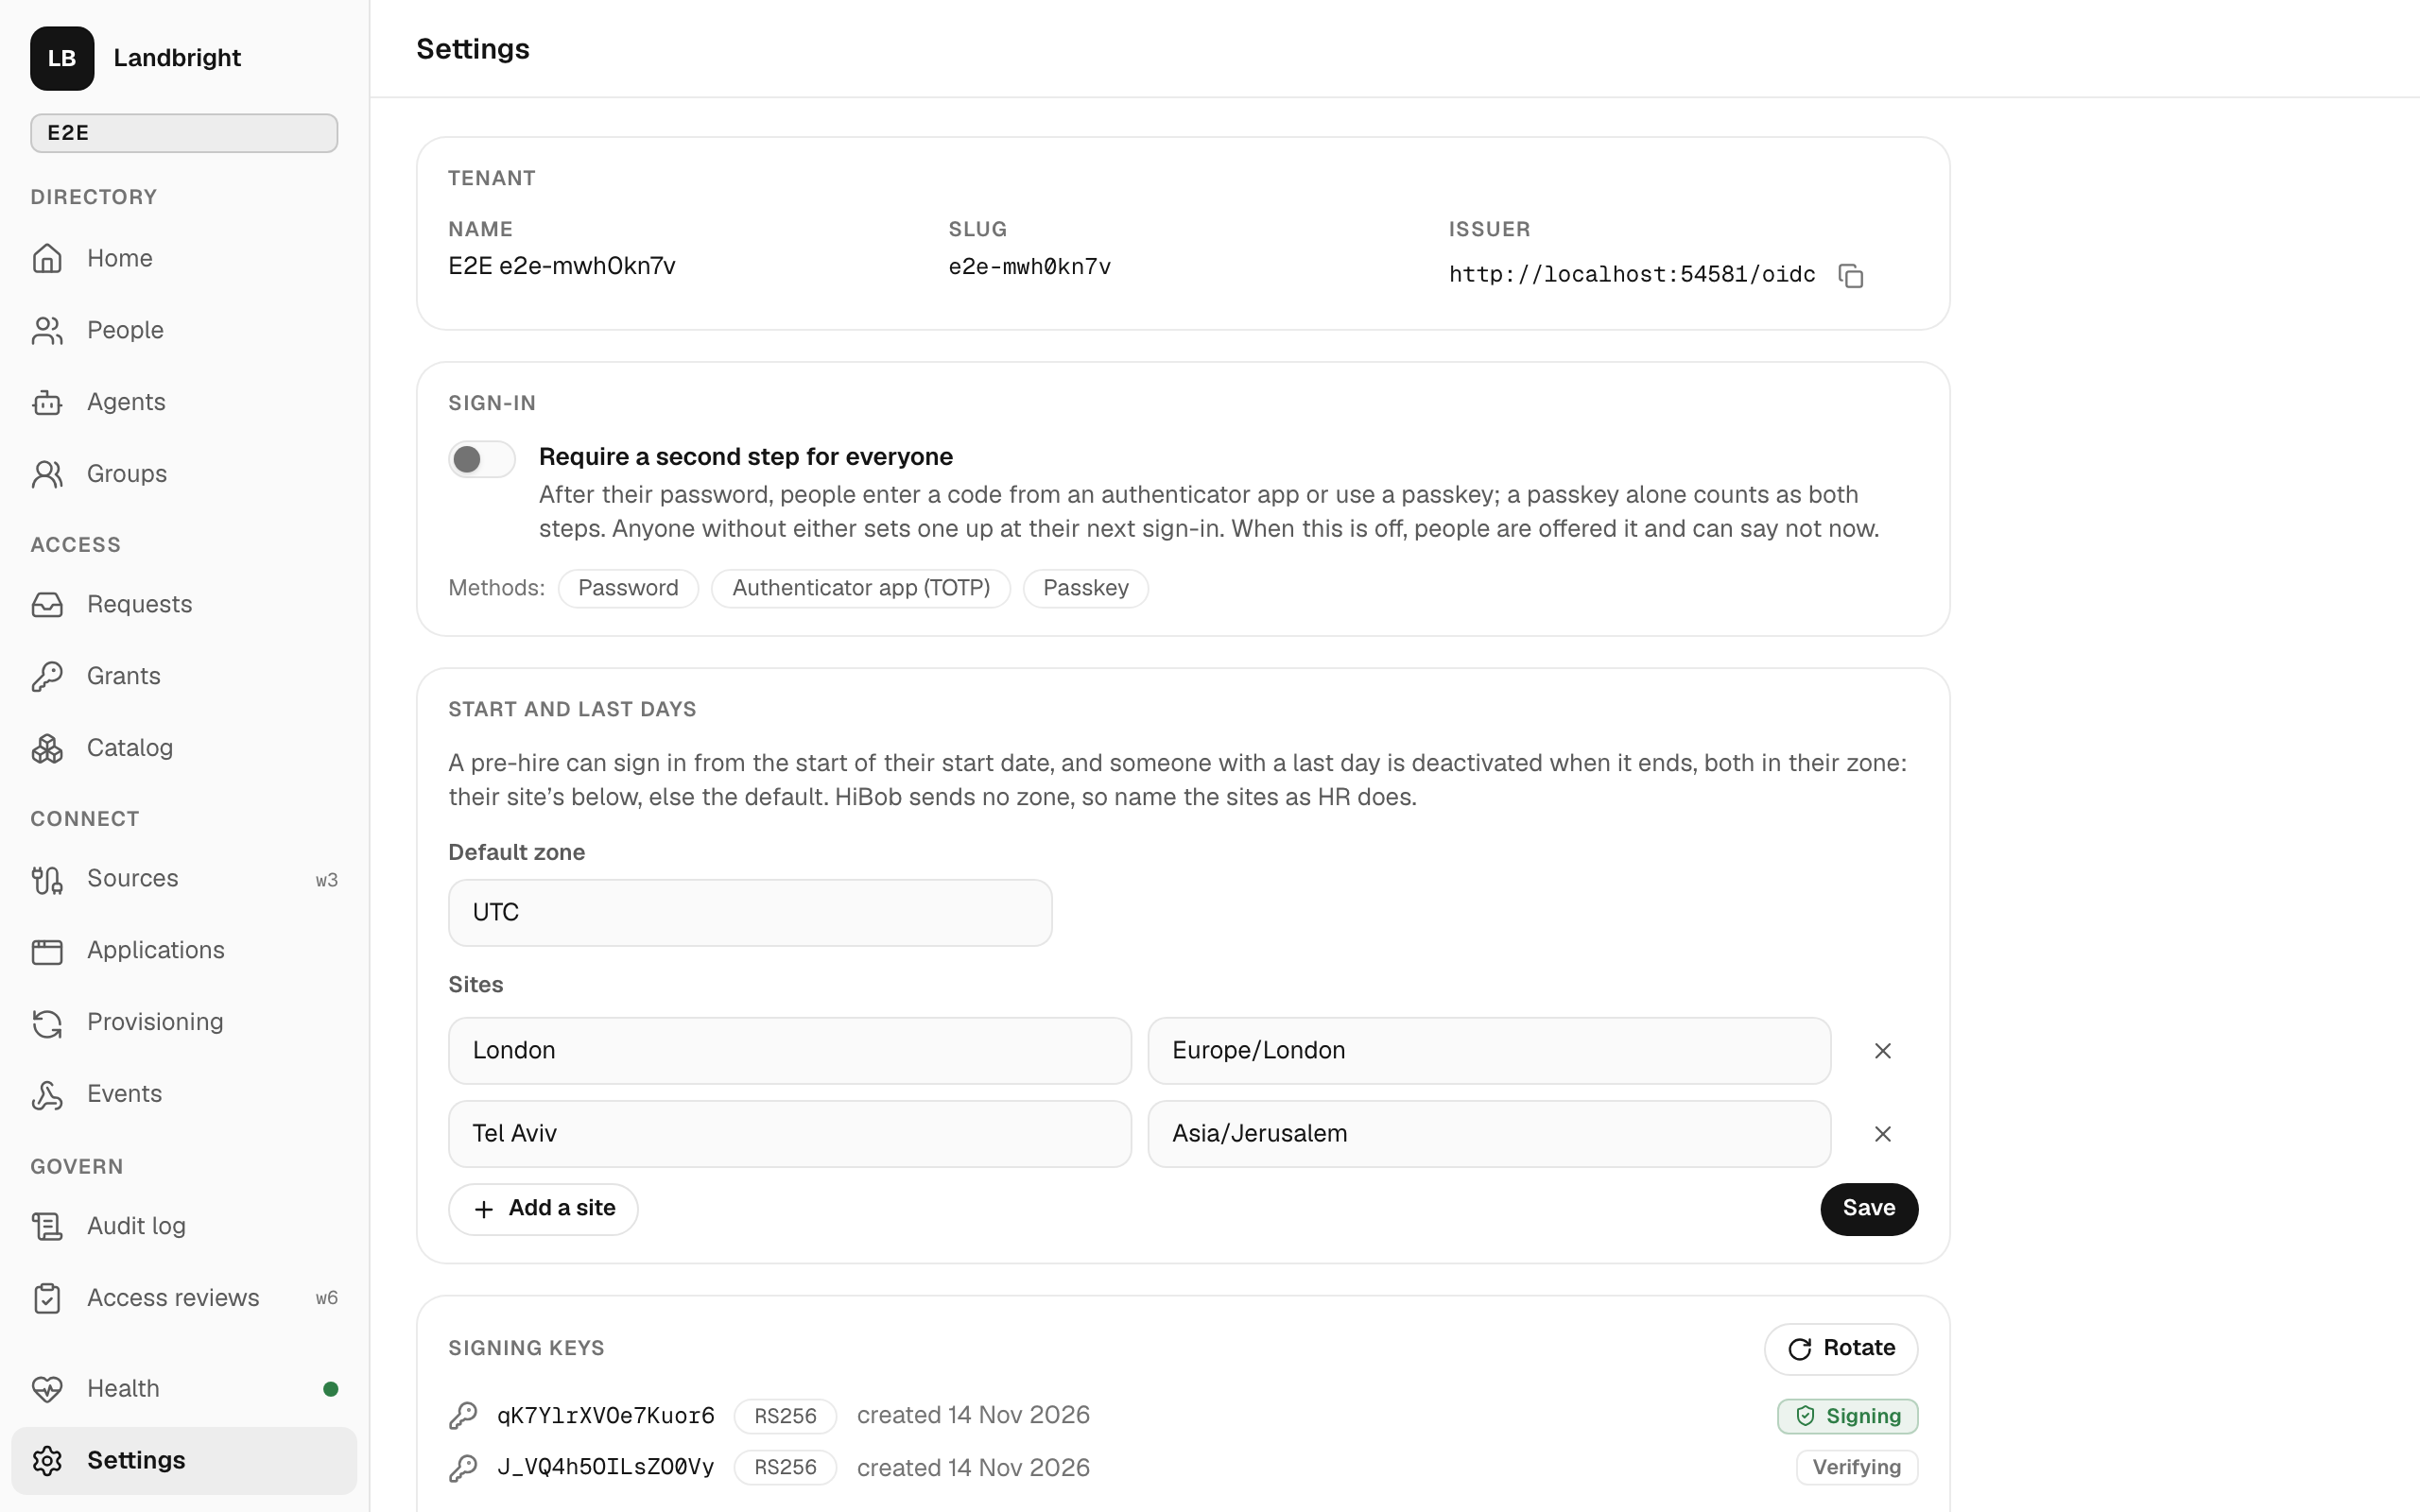 LB Landbright
E2E
DIRECTORY
Home
People
Agents
Groups
ACCESS
Requests
Grants
Catalog
CONNECT
Sources w3
Applications
Provisioning
Events
GOVERN
Audit log
Access reviews w6
Health
Settings
Settings
TENANT
NAME SLUG ISSUER
E2E e2e-mwh0kn7v e2e-mwh0kn7v http://localhost:54581/oidc
SIGN-IN
Require a second step for everyone
After their password, people enter a code from an authenticator app or use a passkey; a passkey alone counts as both
steps. Anyone without either sets one up at their next sign-in. When this is off, people are offered it and can say not now.
Methods: Password Authenticator app (TOTP) Passkey
START AND LAST DAYS
A pre-hire can sign in from the start of their start date, and someone with a last day is deactivated when it ends, both in their zone:
their site’s below, else the default. HiBob sends no zone, so name the sites as HR does.
Default zone
UTC
Sites
London Europe/London
Tel Aviv Asia/Jerusalem
Add a site Save
SIGNING KEYS Rotate
qK7YlrXVOe7Kuor6 RS256 created 14 Nov 2026 Signing
J_VQ4h5OILsZO0Vy RS256 created 14 Nov 2026 Verifying